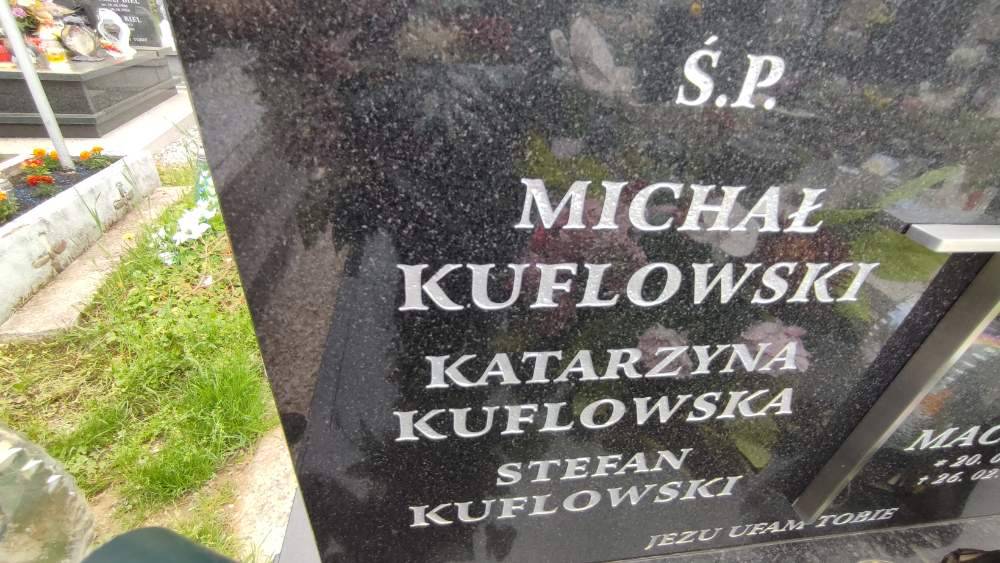 Ś.P.
MICHAŁ
KUFLOWSKI
KATARZYNA
KUFLOWSKA
STEFAN
KUFLOWSKI
JEZU UFAM TOBIE